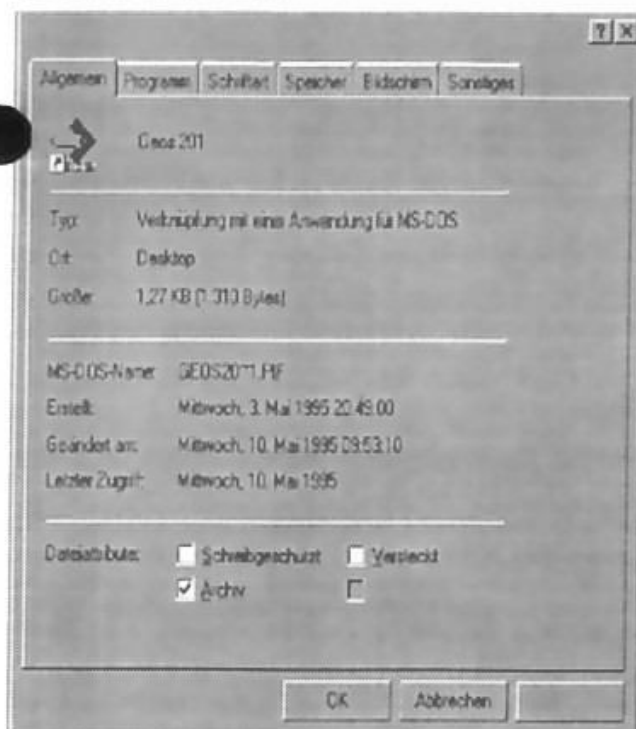 ? ×
Allgemein Programm Schriftart Speicher Bildschirm Sonstiges
Geos 201
Typ: Verknüpfung mit einer Anwendung für MS-DOS
Ort: Desktop
Größe: 1,27 KB (1.310 Bytes)
MS-DOS-Name: GEOS20~1.PIF
Erstellt: Mittwoch, 3. Mai 1995 20:49:00
Geändert am: Mittwoch, 10. Mai 1995 09:53:10
Letzter Zugriff: Mittwoch, 10. Mai 1995
Dateiattribute: Schreibgeschützt Versteckt
Archiv
OK Abbrechen